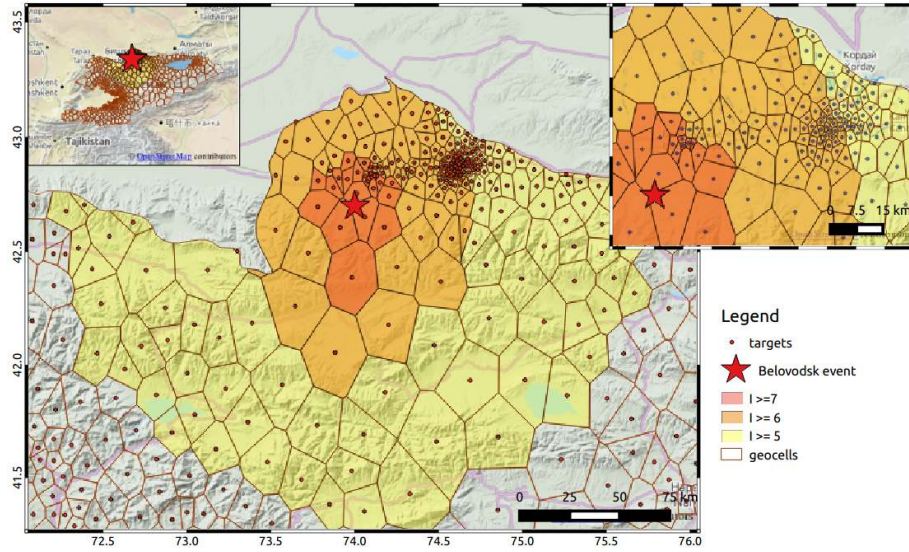 43.5
43.0
42.5
42.0
41.5
72.5
73.0
73.5
74.0
74.5
75.0
75.5
76.0
Тараз
Taraz
Алматы
Tajikistan
© OpenStreetMap contributors
Кордай
Korday
0 7.5 15 km
0 25 50 75 km
Legend
targets
Belovodsk event
I >=7
I >= 6
I >= 5
geocells